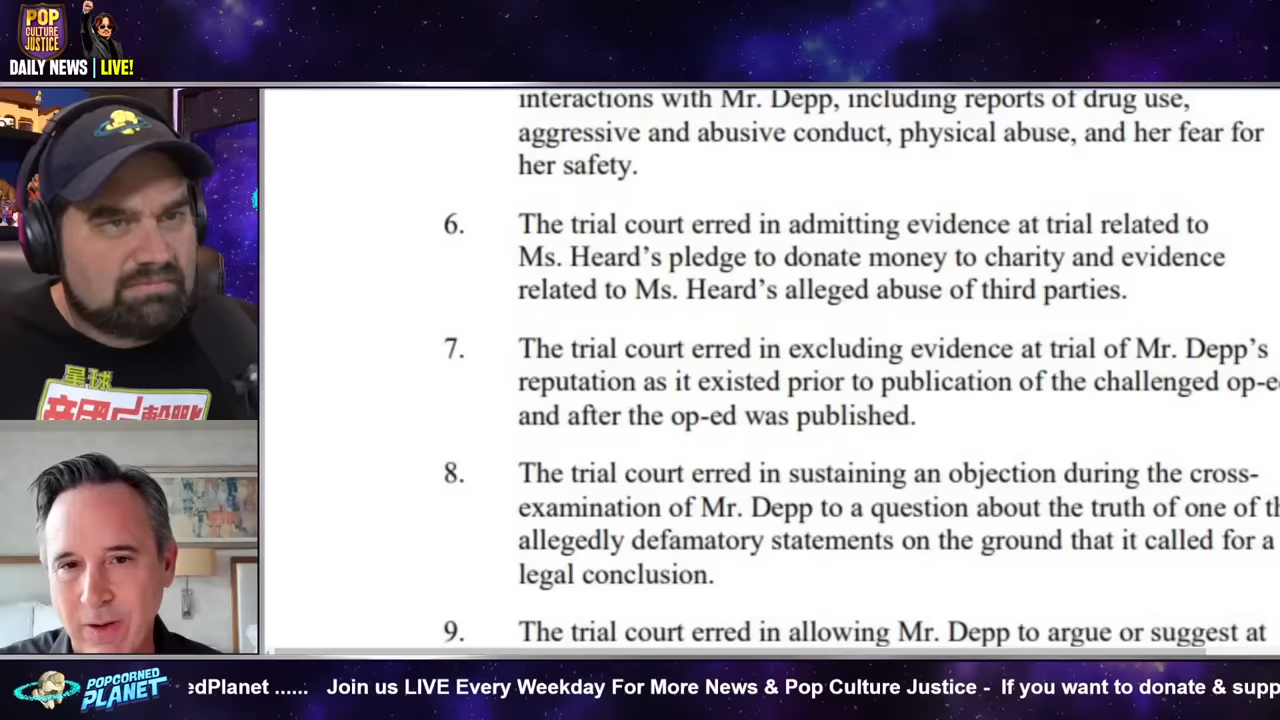 POP
CULTURE
JUSTICE
DAILY NEWS | LIVE!
interactions with Mr. Depp, including reports of drug use,
aggressive and abusive conduct, physical abuse, and her fear for
her safety.
6. The trial court erred in admitting evidence at trial related to
Ms. Heard's pledge to donate money to charity and evidence
related to Ms. Heard's alleged abuse of third parties.
7. The trial court erred in excluding evidence at trial of Mr. Depp's
reputation as it existed prior to publication of the challenged op-e
and after the op-ed was published.
8. The trial court erred in sustaining an objection during the cross-
examination of Mr. Depp to a question about the truth of one of th
allegedly defamatory statements on the ground that it called for a
legal conclusion.
9. The trial court erred in allowing Mr. Depp to argue or suggest at
星球
帝國
POPCORNED
PLANET
edPlanet ...... Join us LIVE Every Weekday For More News & Pop Culture Justice - If you want to donate & supp